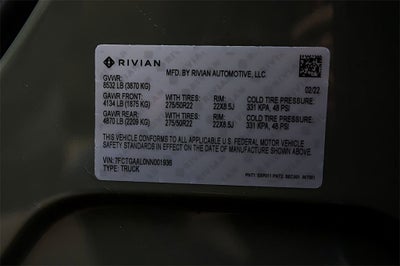 RIVIAN
MFD. BY RIVIAN AUTOMOTIVE, LLC.
GVWR:
8532 LB (3870 KG) 02/22
GAWR FRONT: WITH TIRES: RIM: COLD TIRE PRESSURE:
4134 LB (1875 KG) 275/50R22 22X8.5J 331 KPA, 48 PSI
GAWR REAR: WITH TIRES: RIM: COLD TIRE PRESSURE:
4870 LB (2209 KG) 275/50R22 22X8.5J 331 KPA, 48 PSI
THIS VEHICLE CONFORMS TO ALL APPLICABLE U.S. FEDERAL MOTOR VEHICLE
SAFETY STANDARDS IN EFFECT ON THE DATE OF MANUFACTURE SHOWN ABOVE.
VIN: 7FCTGAAL0NN001936
TYPE: TRUCK